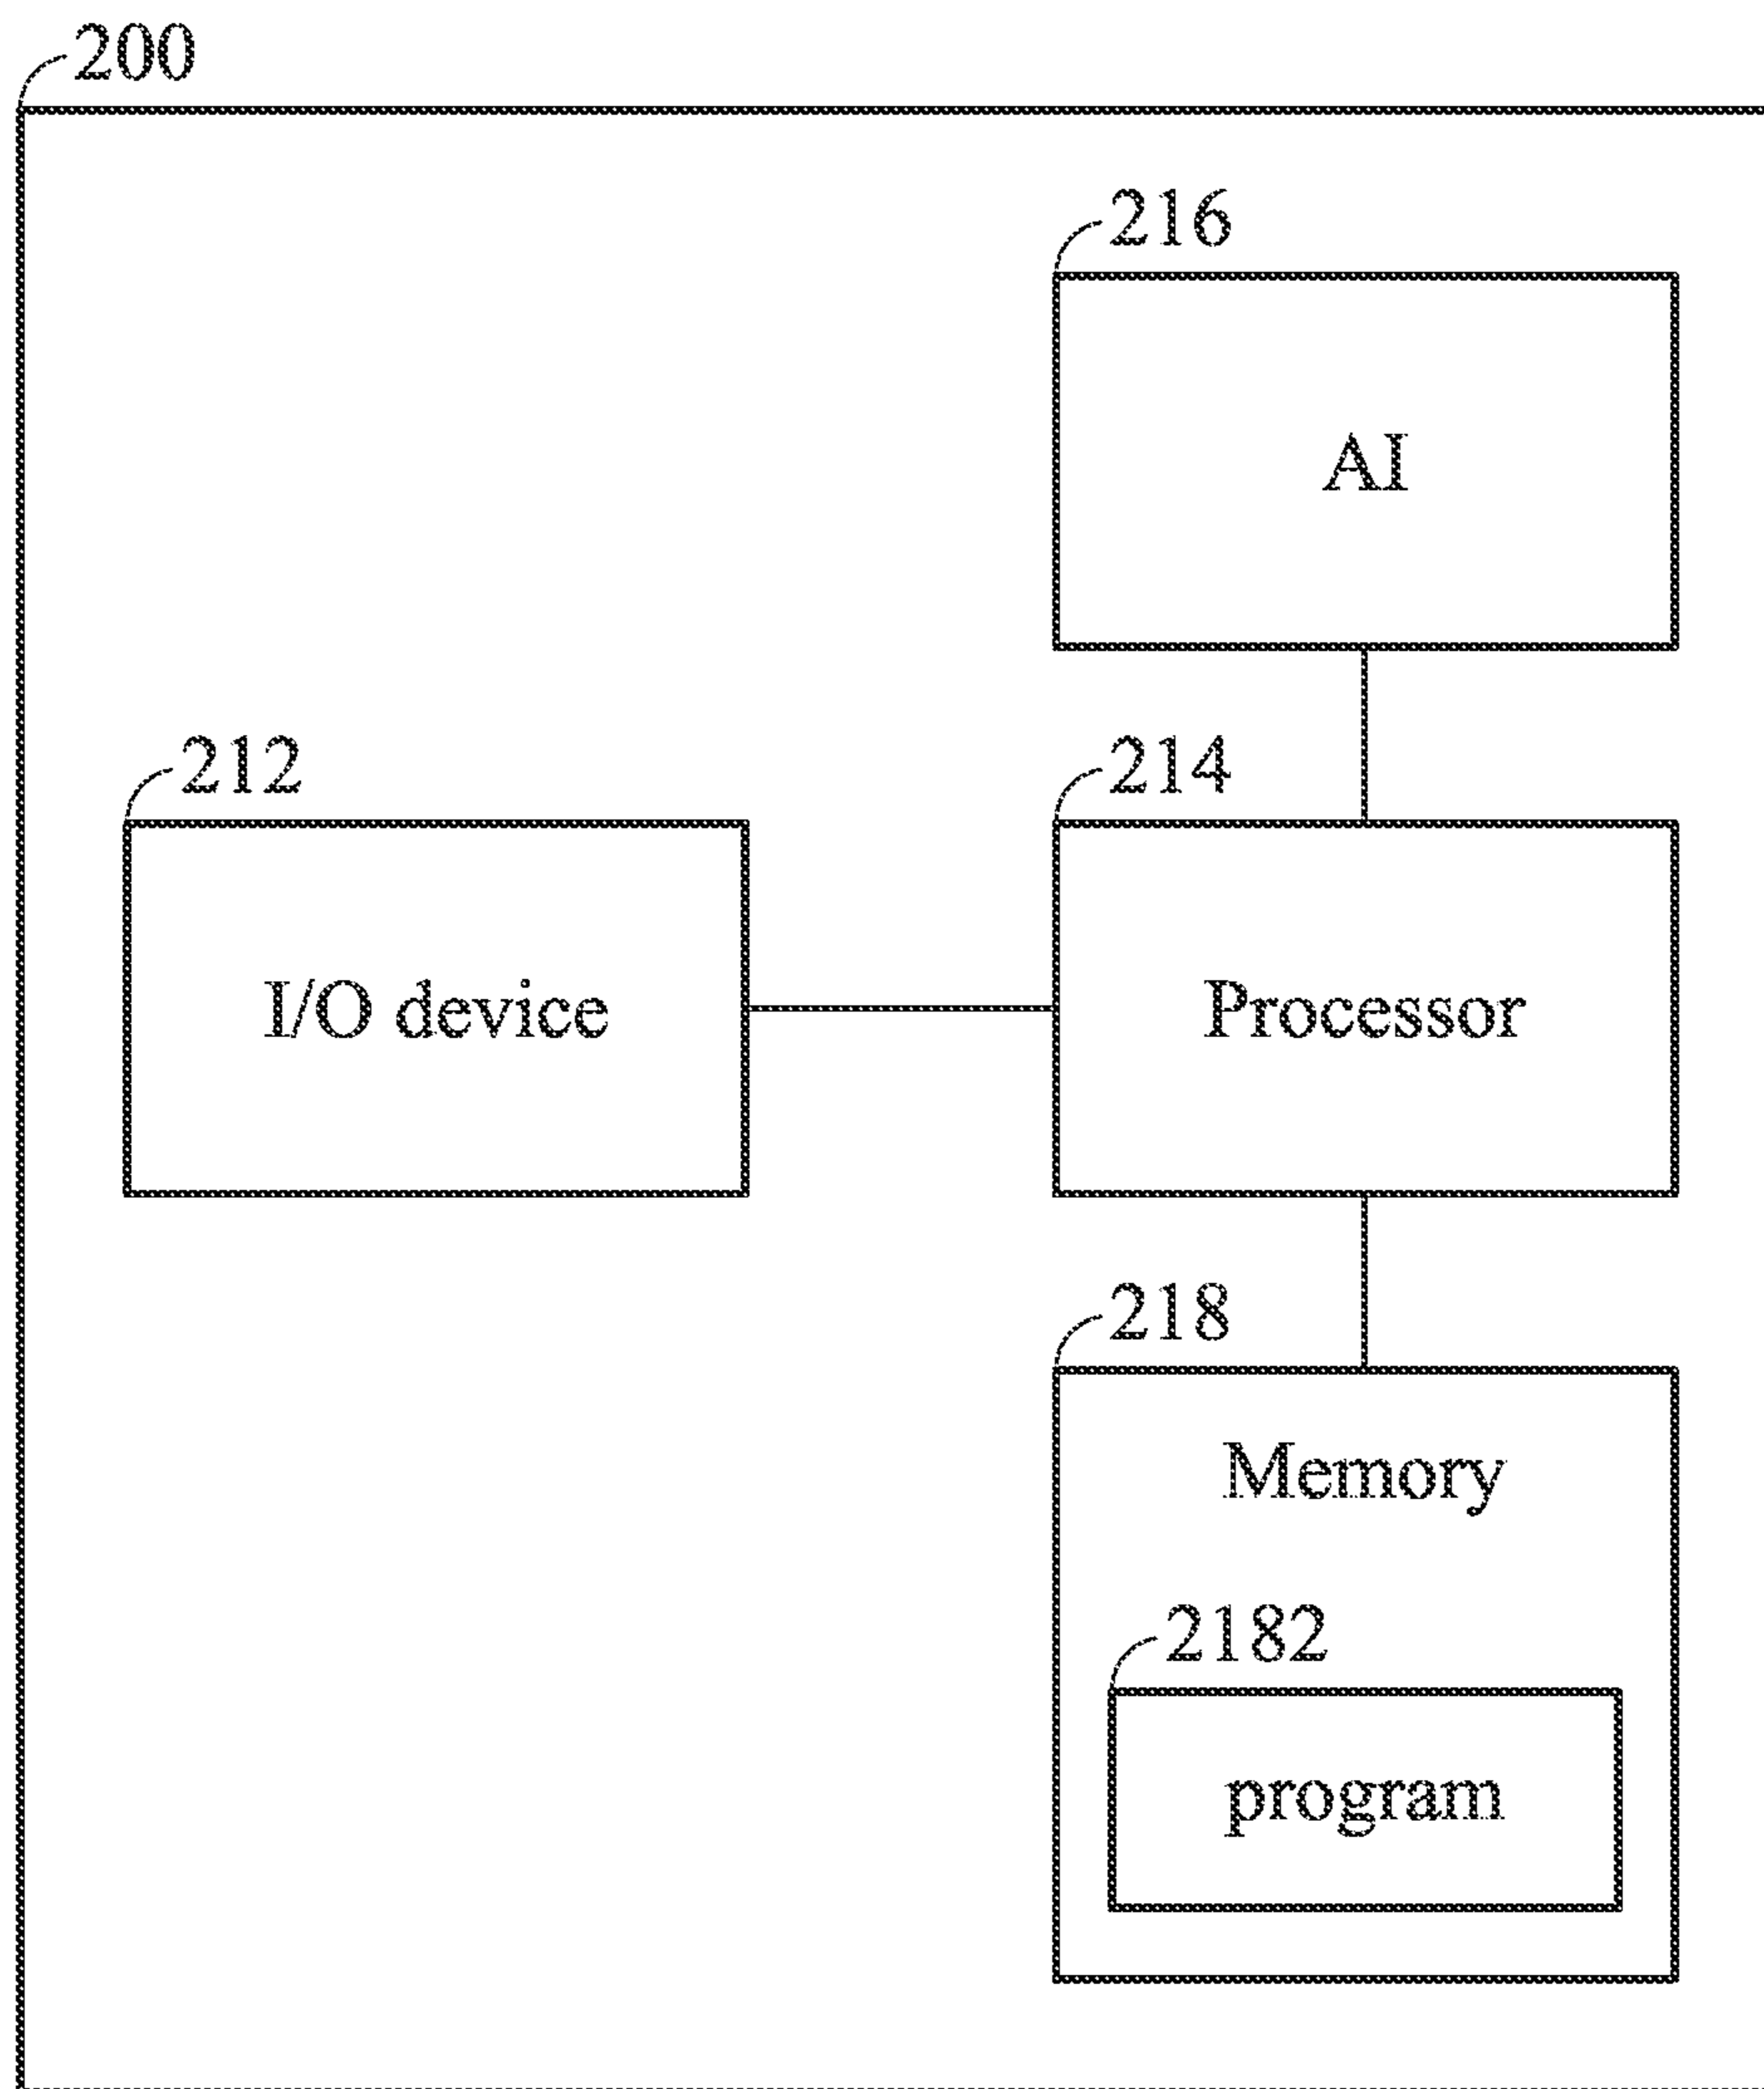 200
216
AI
212
214
I/O device
Processor
218
Memory
2182
program